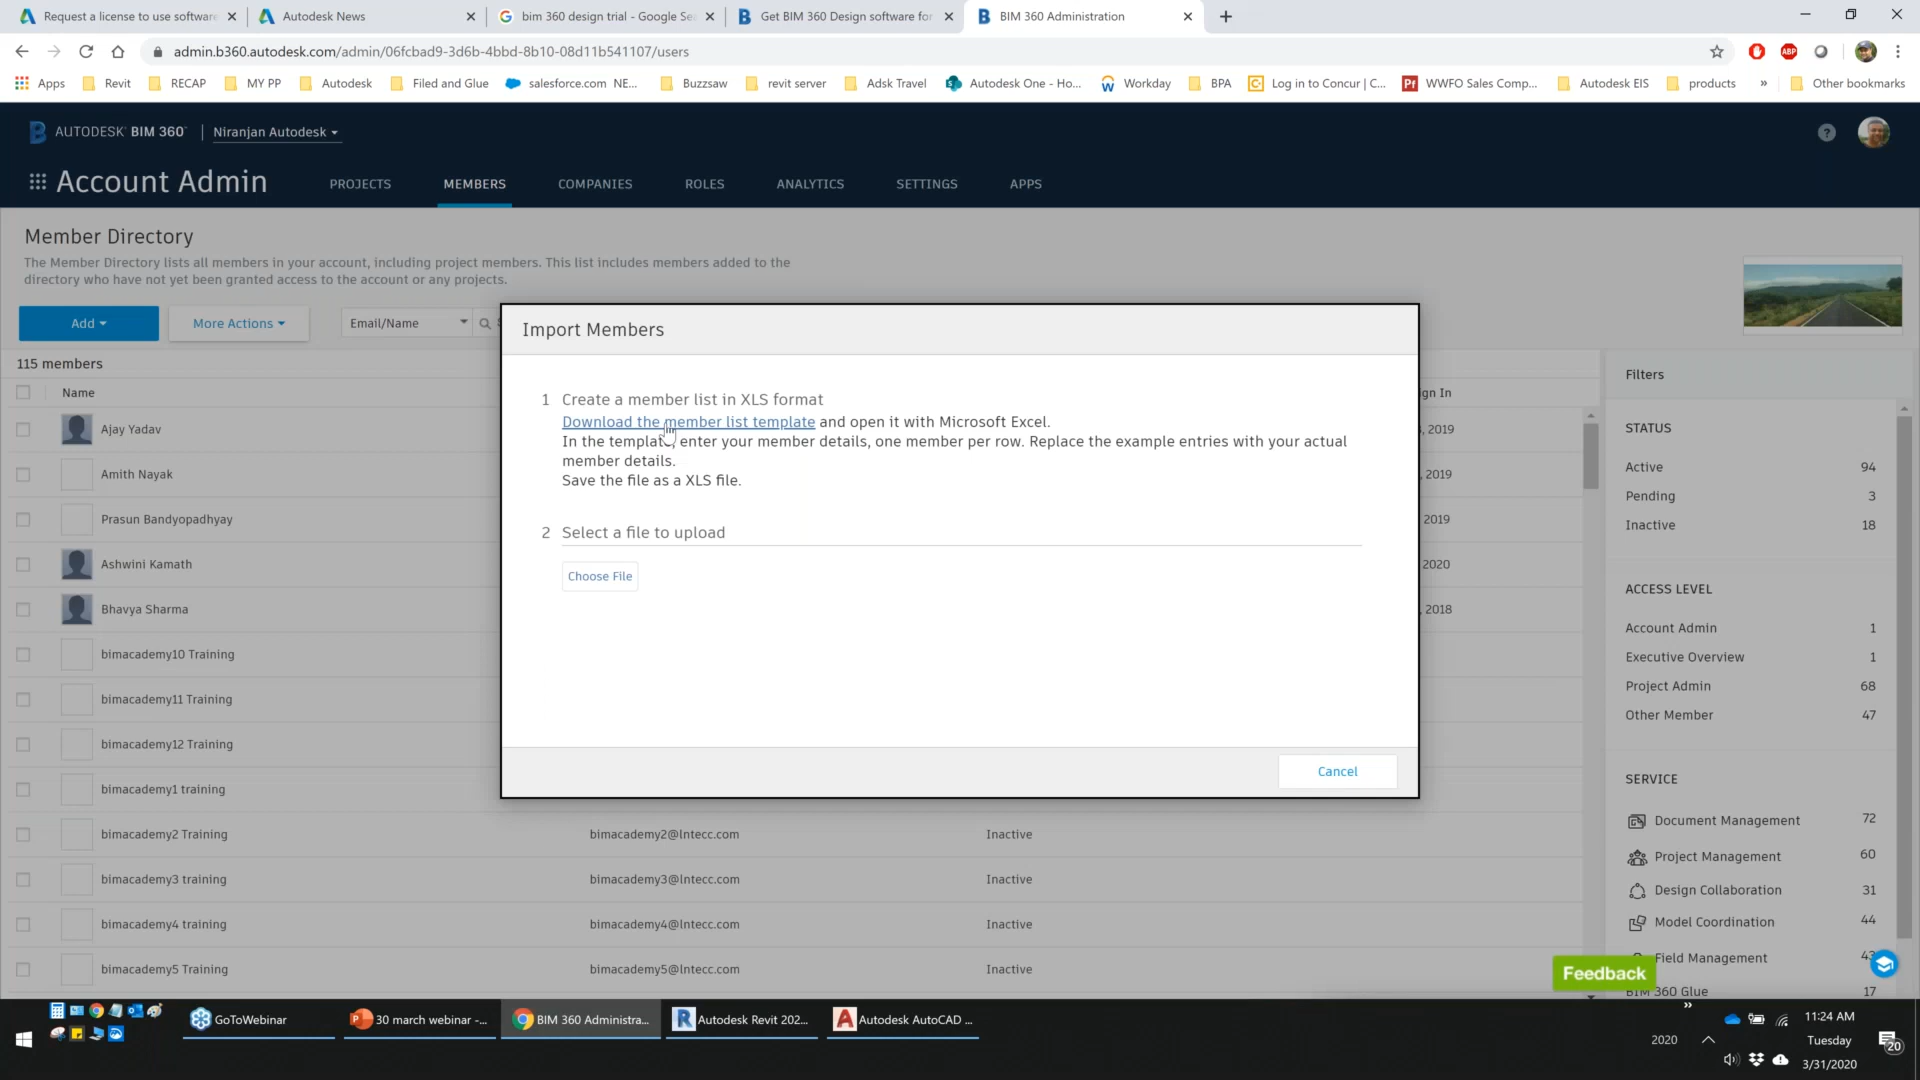 Request a license to use software
Autodesk News
bim 360 design trial - Google Se
Get BIM 360 Design software for
BIM 360 Administration
admin.b360.autodesk.com/admin/06fcbad9-3d6b-4bbd-8b10-08d11b541107/users
ABP
Apps
Revit
RECAP
MY PP
Autodesk
Filed and Glue
salesforce.com NE...
Buzzsaw
revit server
Adsk Travel
Autodesk One - Ho...
Workday
BPA
Log in to Concur | C...
WWFO Sales Comp...
Autodesk EIS
products
»
Other bookmarks
AUTODESK BIM 360
Niranjan Autodesk
Account Admin
PROJECTS
MEMBERS
COMPANIES
ROLES
ANALYTICS
SETTINGS
APPS
Member Directory
The Member Directory lists all members in your account, including project members. This list includes members added to the
directory who have not yet been granted access to the account or any projects.
Add
More Actions
Email/Name
115 members
Name
gn In
Ajay Yadav
, 2019
Amith Nayak
, 2019
Prasun Bandyopadhyay
2019
Ashwini Kamath
2020
Bhavya Sharma
, 2018
bimacademy10 Training
bimacademy11 Training
bimacademy12 Training
bimacademy1 training
bimacademy2 Training bimacademy2@lntecc.com Inactive
bimacademy3 training bimacademy3@lntecc.com Inactive
bimacademy4 training bimacademy4@lntecc.com Inactive
bimacademy5 Training bimacademy5@lntecc.com Inactive
Import Members
1 Create a member list in XLS format
Download the member list template and open it with Microsoft Excel.
In the template, enter your member details, one member per row. Replace the example entries with your actual
member details.
Save the file as a XLS file.
2 Select a file to upload
Choose File
Cancel
Filters
STATUS
Active 94
Pending 3
Inactive 18
ACCESS LEVEL
Account Admin 1
Executive Overview 1
Project Admin 68
Other Member 47
SERVICE
Document Management 72
Project Management 60
Design Collaboration 31
Model Coordination 44
Field Management
BIM 360 Glue 17
Feedback
GoToWebinar
30 march webinar -...
BIM 360 Administra...
Autodesk Revit 202...
Autodesk AutoCAD ...
2020
»
11:24 AM
Tuesday
3/31/2020
20